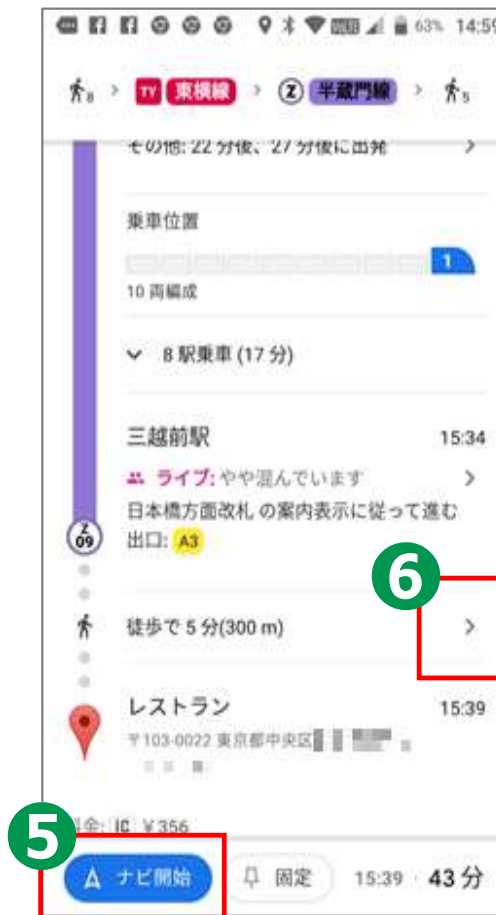 63% 14:59
8 > TY 東横線 > Z 半蔵門線 > 5
その他: 22 分後、27 分後に出発 >
乗車位置
1
10 両編成
8 駅乗車 (17 分)
三越前駅 15:34
ライブ: やや混んでいます >
日本橋方面改札 の案内表示に従って進む
Z 09
出口: A3
6
徒歩で 5 分(300 m) >
レストラン 15:39
〒103-0022 東京都中央区
5
料金: IC ¥356
ナビ開始 固定 15:39 · 43 分